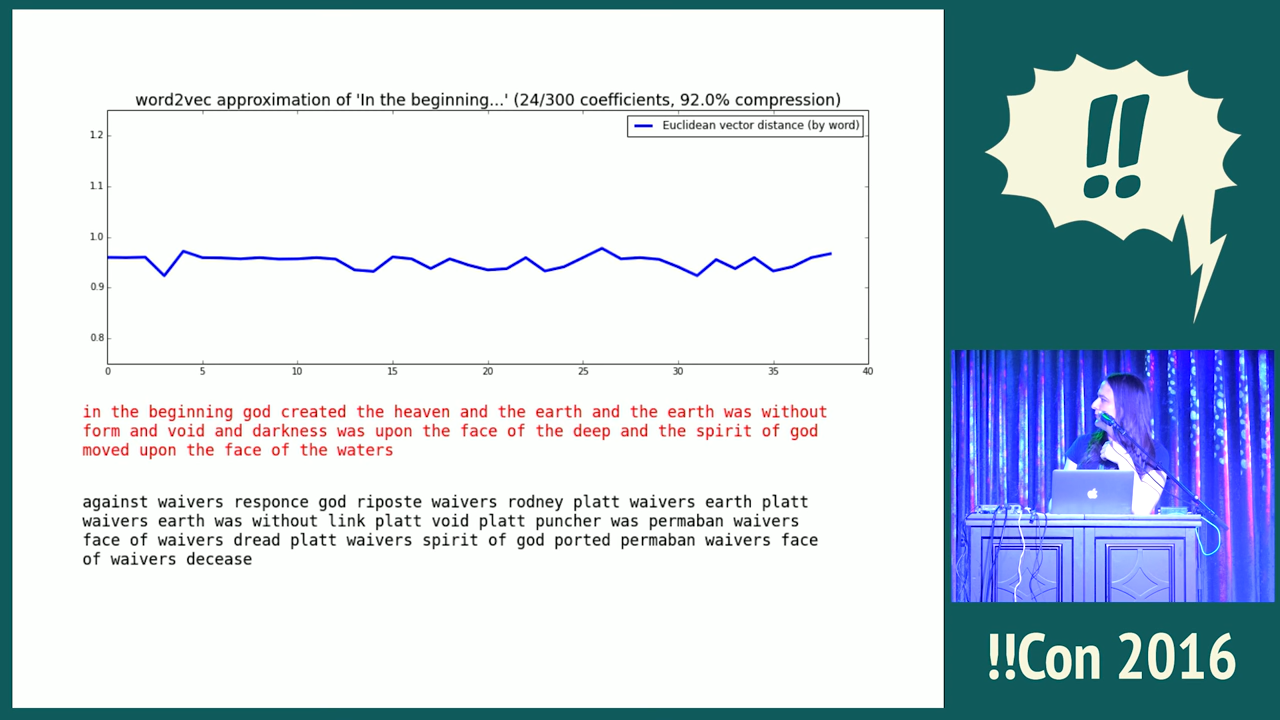 word2vec approximation of 'In the beginning...' (24/300 coefficients, 92.0% compression)
Euclidean vector distance (by word)
1.2
1.1
1.0
0.9
0.8
0 5 10 15 20 25 30 35 40
in the beginning god created the heaven and the earth and the earth was without
form and void and darkness was upon the face of the deep and the spirit of god
moved upon the face of the waters
against waivers responce god riposte waivers rodney platt waivers earth platt
waivers earth was without link platt void platt puncher was permaban waivers
face of waivers dread platt waivers spirit of god ported permaban waivers face
of waivers decease
!!
!!Con 2016